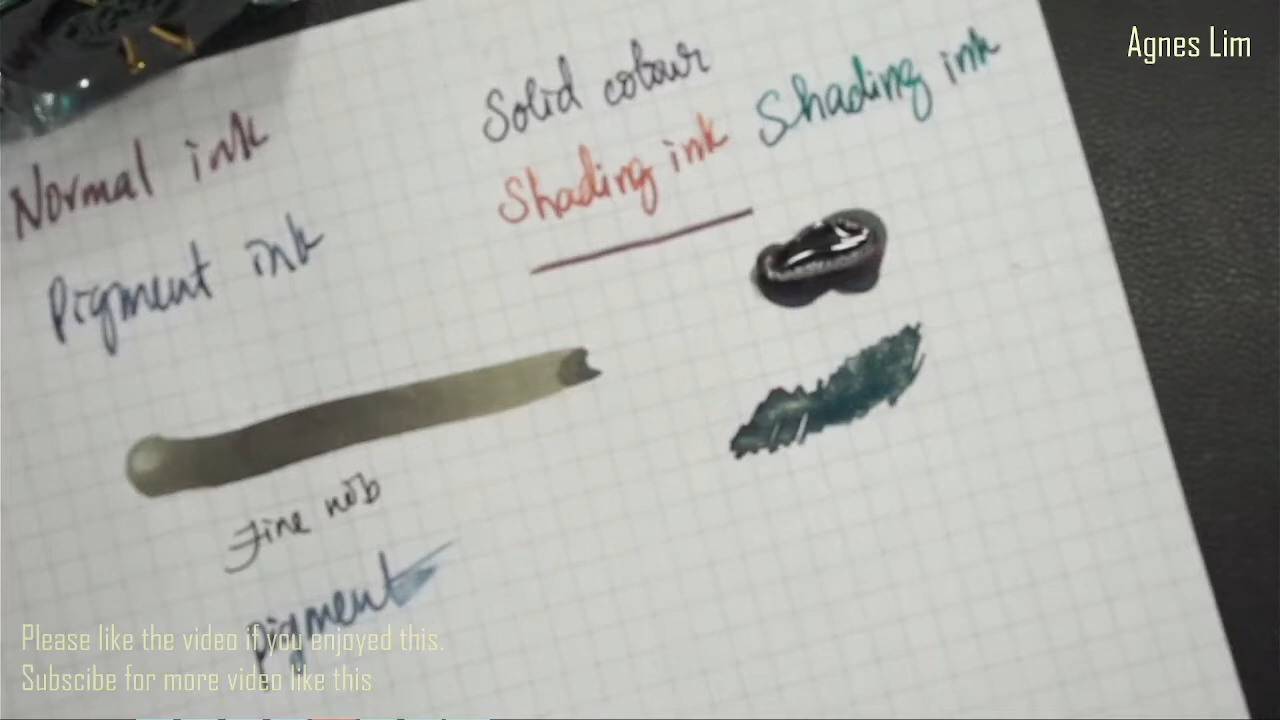 Agnes Lim
Normal ink
Pigment ink
Solid colour
Shading ink
Shading ink
Fine nib
Pigment
Please like the video if you enjoyed this.
Subscibe for more video like this